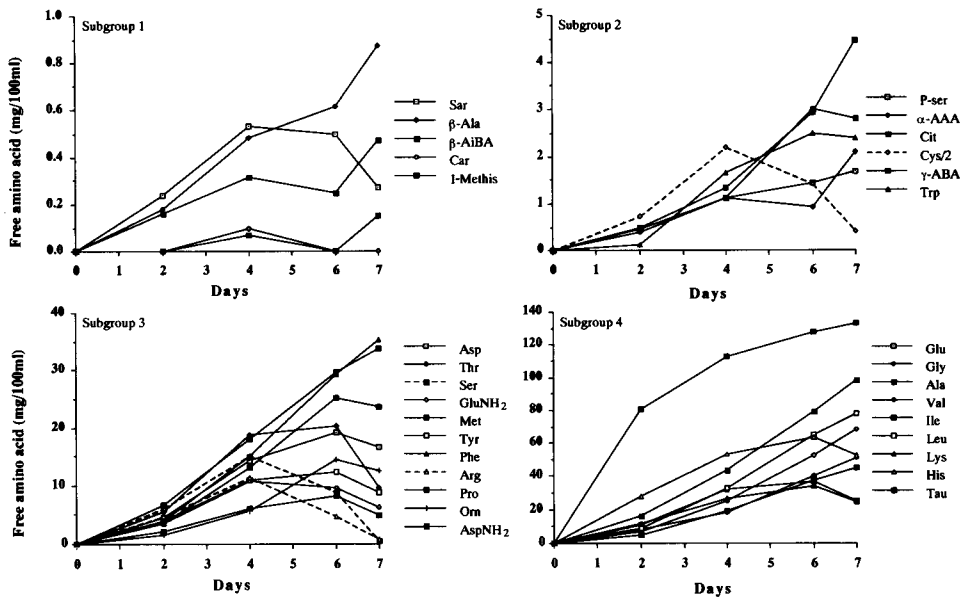 Subgroup 1
Free amino acid (mg/100ml)
1.0
0.8
0.6
0.4
0.2
0.0
0 1 2 3 4 5 6 7
Days
Sar
β-Ala
β-AiBA
Car
1-Methis
Subgroup 2
5
4
3
2
1
0
0 1 2 3 4 5 6 7
Days
P-ser
α-AAA
Cit
Cys/2
γ-ABA
Trp
Subgroup 3
Free amino acid (mg/100ml)
40
30
20
10
0
0 1 2 3 4 5 6 7
Days
Asp
Thr
Ser
GluNH2
Met
Tyr
Phe
Arg
Pro
Orn
AspNH2
Subgroup 4
140
120
100
80
60
40
20
0
0 1 2 3 4 5 6 7
Days
Glu
Gly
Ala
Val
Ile
Leu
Lys
His
Tau